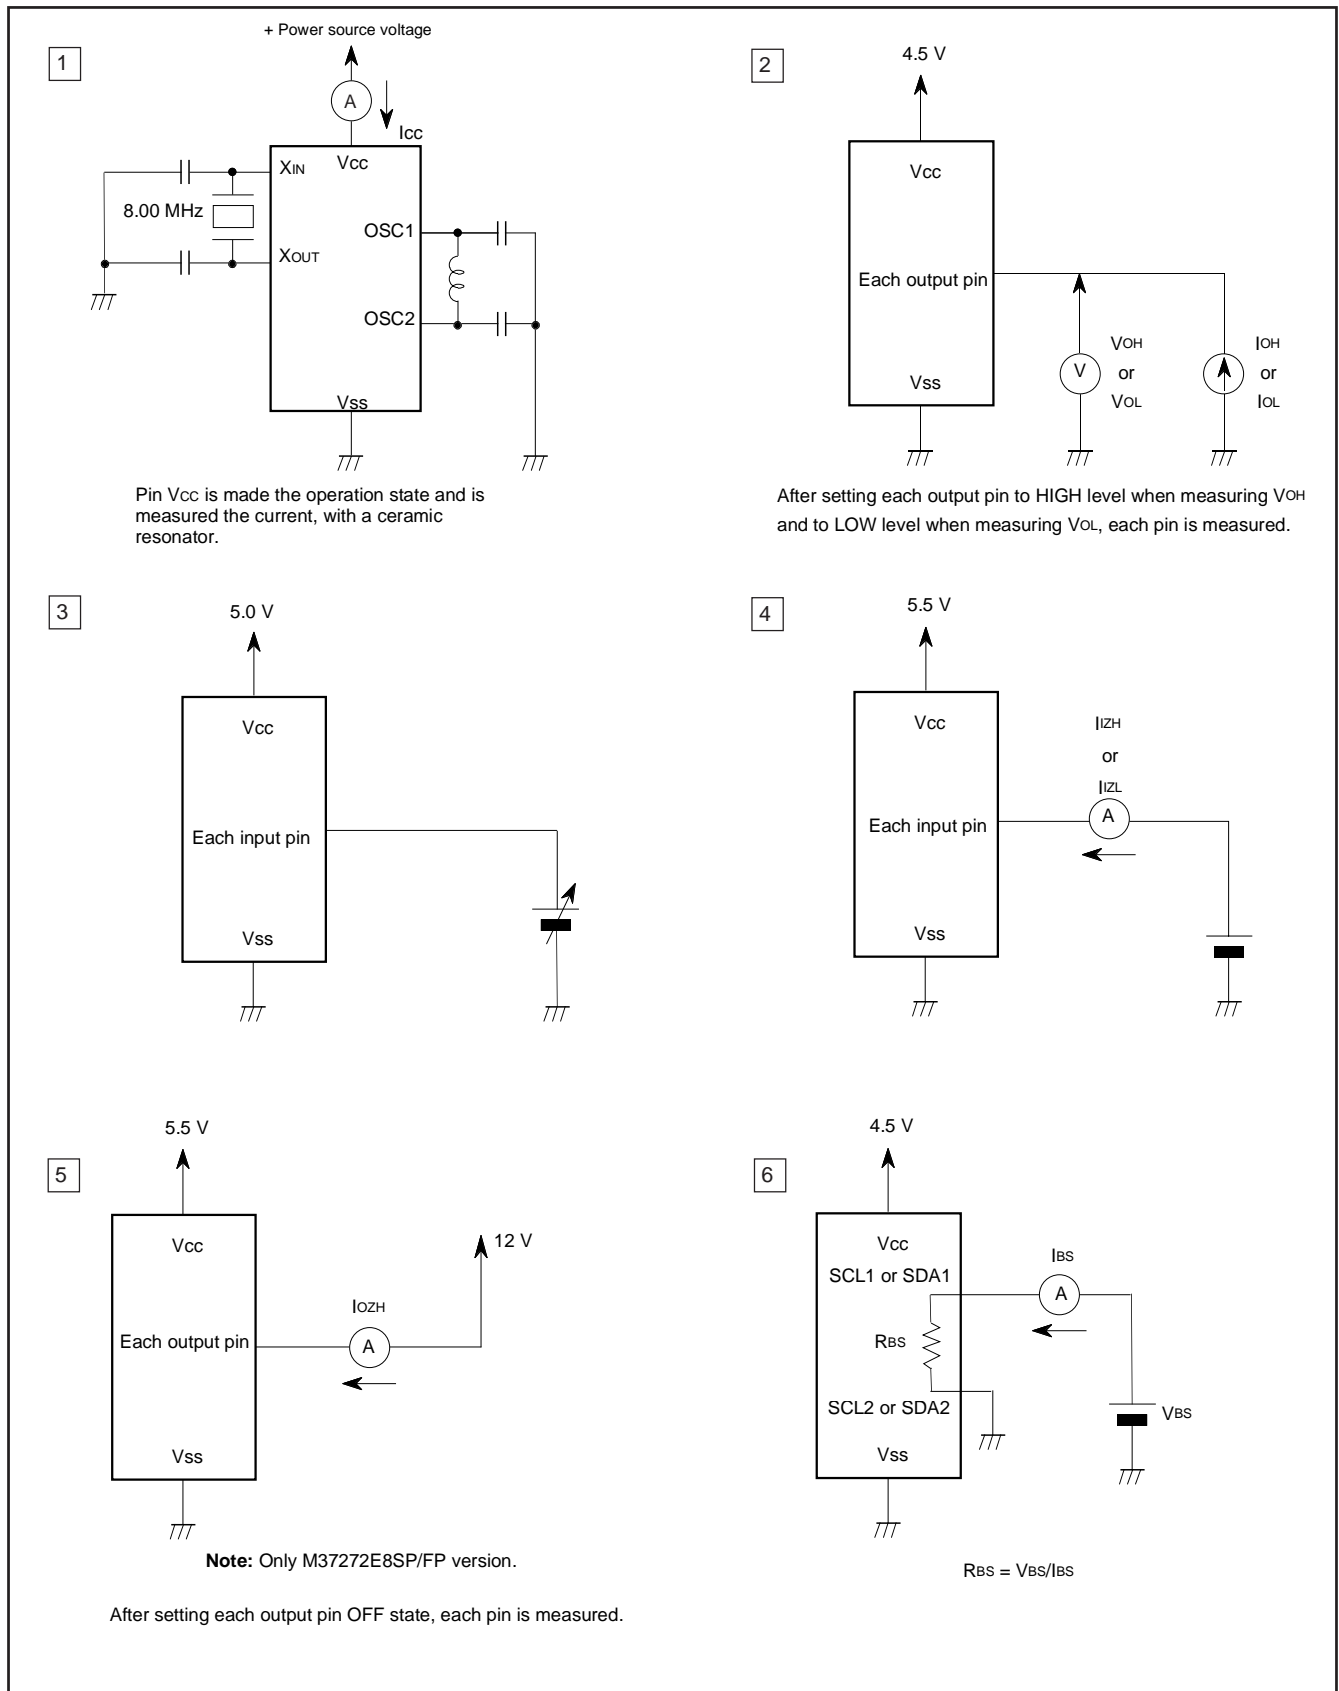 1
+ Power source voltage
A
Icc
Vcc
XIN
8.00 MHz
OSC1
XOUT
OSC2
Vss
Pin Vcc is made the operation state and is
measured the current, with a ceramic
resonator.
2
4.5 V
Vcc
Each output pin
Vss
V
VOH
or
VOL
IOH
or
IOL
After setting each output pin to HIGH level when measuring VOH
and to LOW level when measuring VOL, each pin is measured.
3
5.0 V
Vcc
Each input pin
Vss
4
5.5 V
Vcc
Each input pin
Vss
IIZH
or
IIZL
A
5
5.5 V
Vcc
Each output pin
Vss
IOZH
A
12 V
Note: Only M37272E8SP/FP version.
After setting each output pin OFF state, each pin is measured.
6
4.5 V
Vcc
SCL1 or SDA1
RBS
SCL2 or SDA2
Vss
IBS
A
VBS
RBS = VBS/IBS